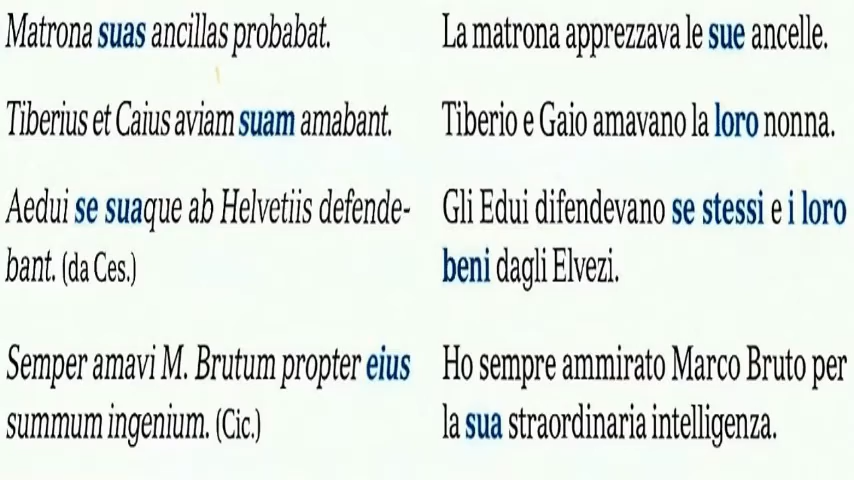 Matrona suas ancillas probabat.
La matrona apprezzava le sue ancelle.
Tiberius et Caius aviam suam amabant.
Tiberio e Gaio amavano la loro nonna.
Aedui se suaque ab Helvetiis defende-
bant. (da Ces.)
Gli Edui difendevano se stessi e i loro
beni dagli Elvezi.
Semper amavi M. Brutum propter eius
summum ingenium. (Cic.)
Ho sempre ammirato Marco Bruto per
la sua straordinaria intelligenza.